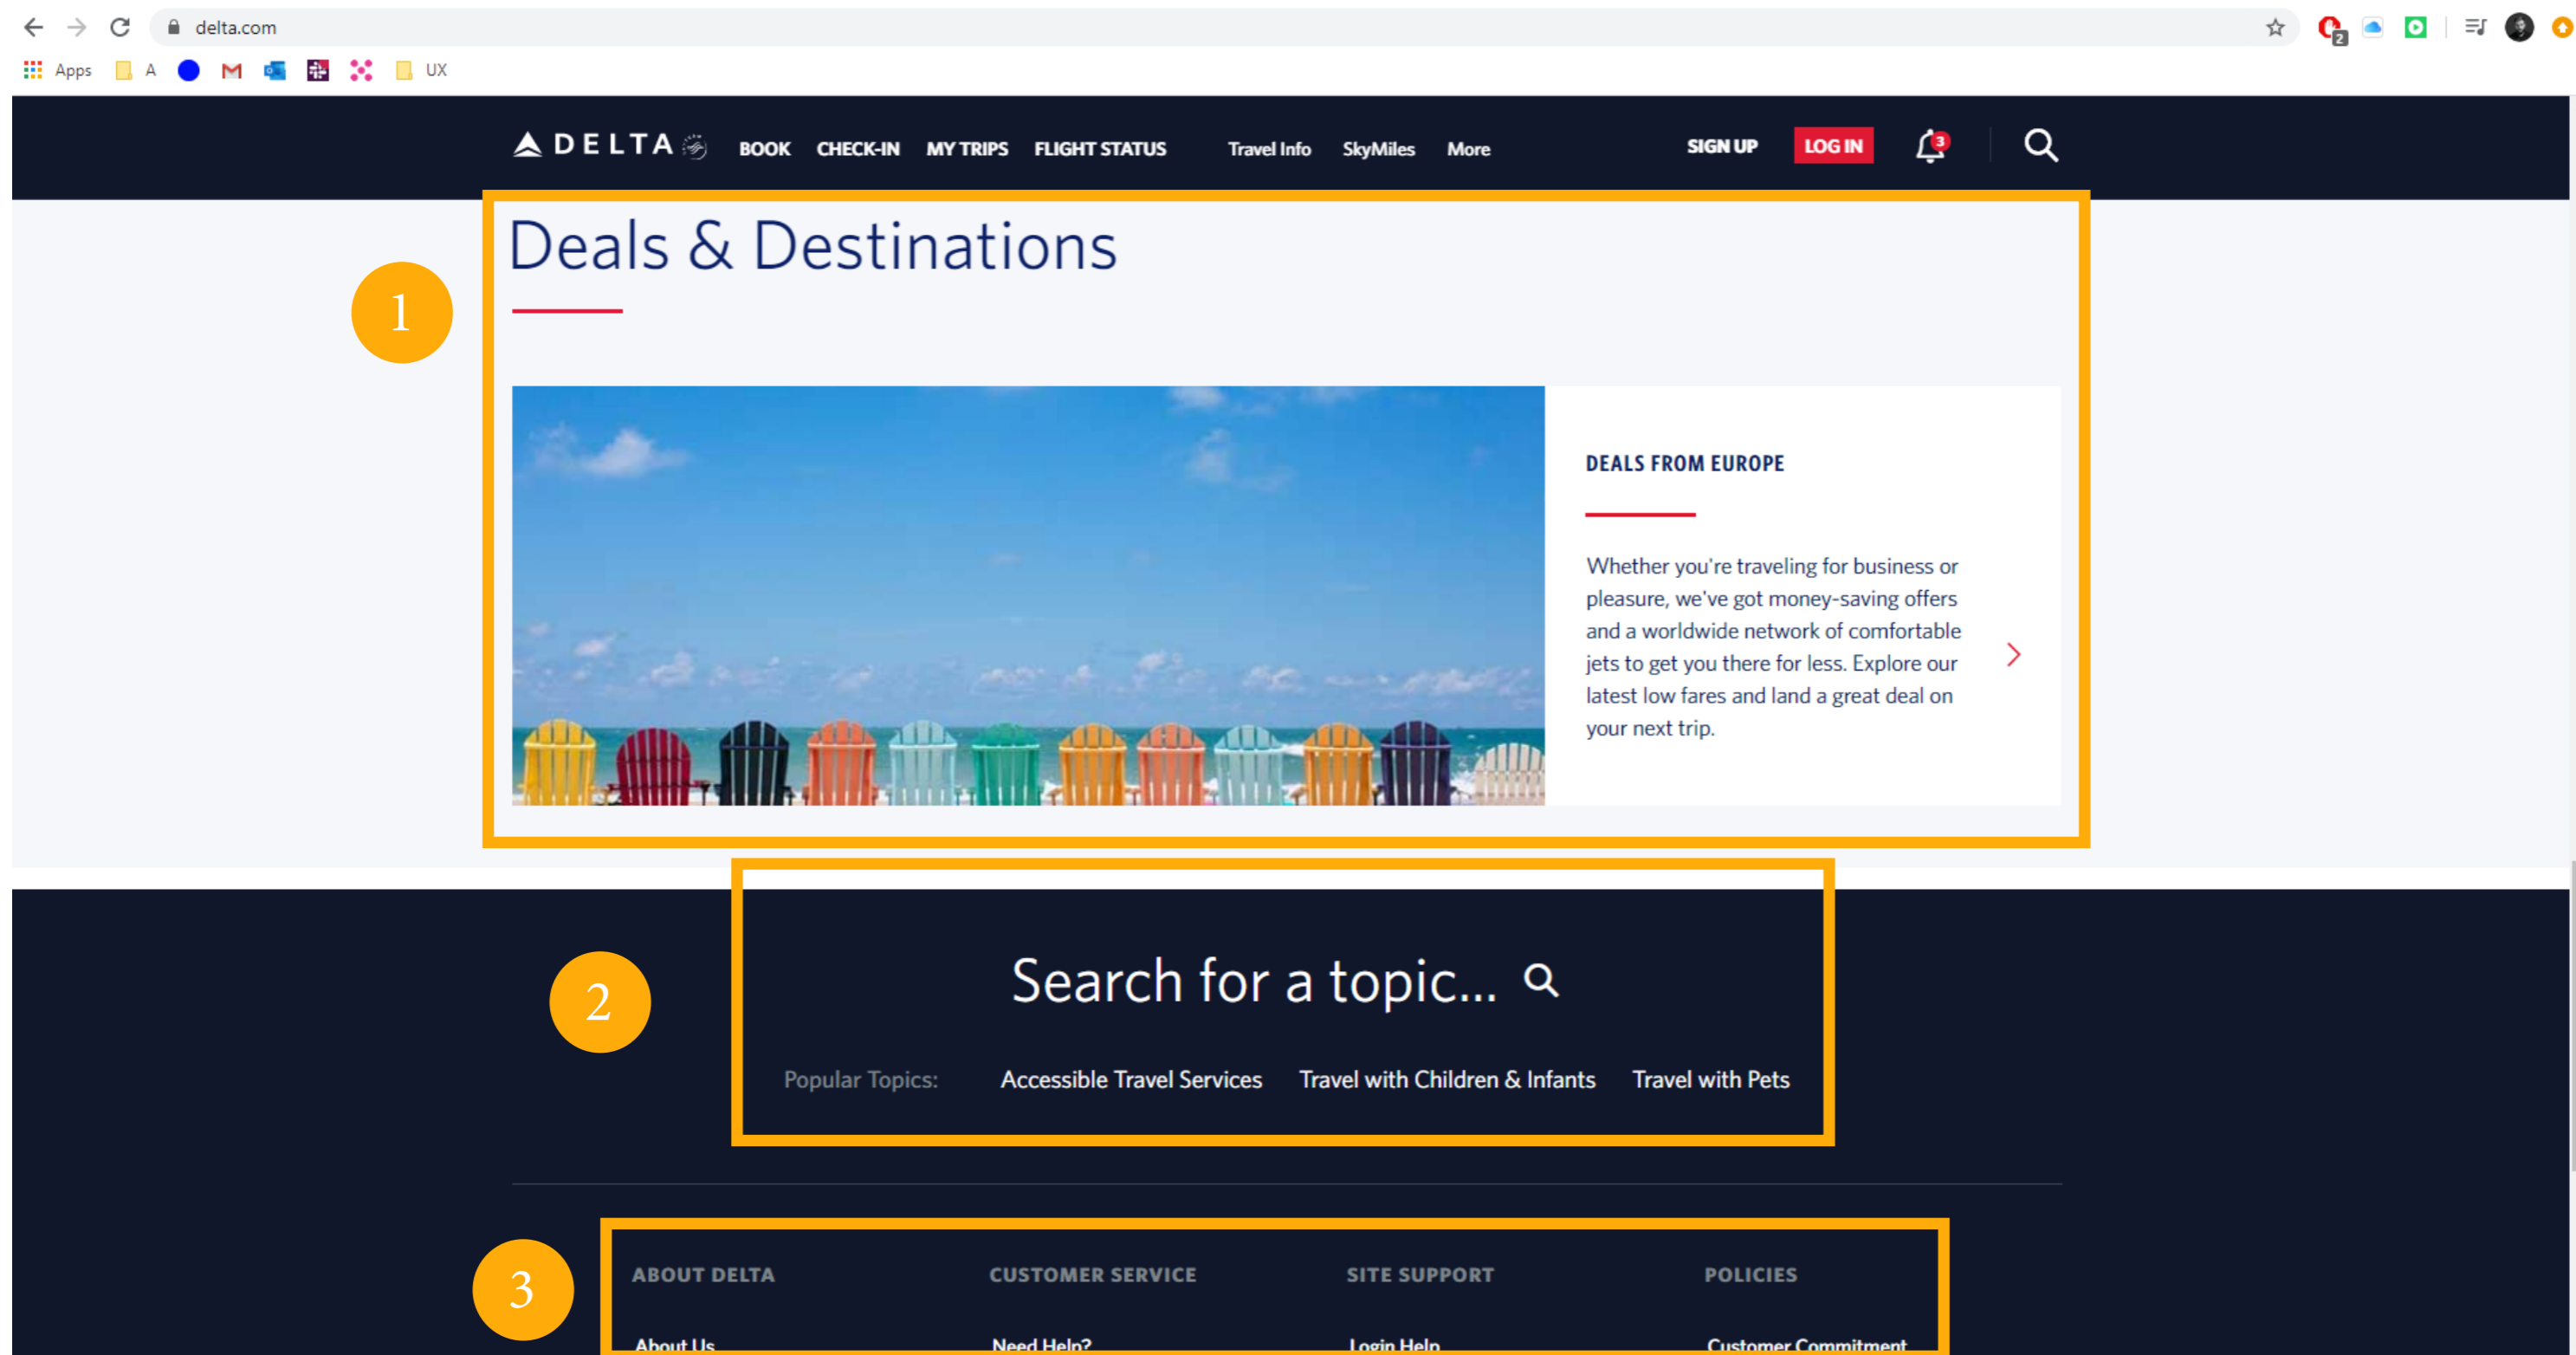 delta.com
2
Apps A UX
DELTA BOOK CHECK-IN MY TRIPS FLIGHT STATUS Travel Info SkyMiles More SIGN UP LOG IN 3
Deals & Destinations
1
DEALS FROM EUROPE
Whether you're traveling for business or
pleasure, we've got money-saving offers
and a worldwide network of comfortable
jets to get you there for less. Explore our
latest low fares and land a great deal on
your next trip.
2
Search for a topic...
Popular Topics: Accessible Travel Services Travel with Children & Infants Travel with Pets
3
ABOUT DELTA CUSTOMER SERVICE SITE SUPPORT POLICIES
About Us Need Help? Login Help Customer Commitment